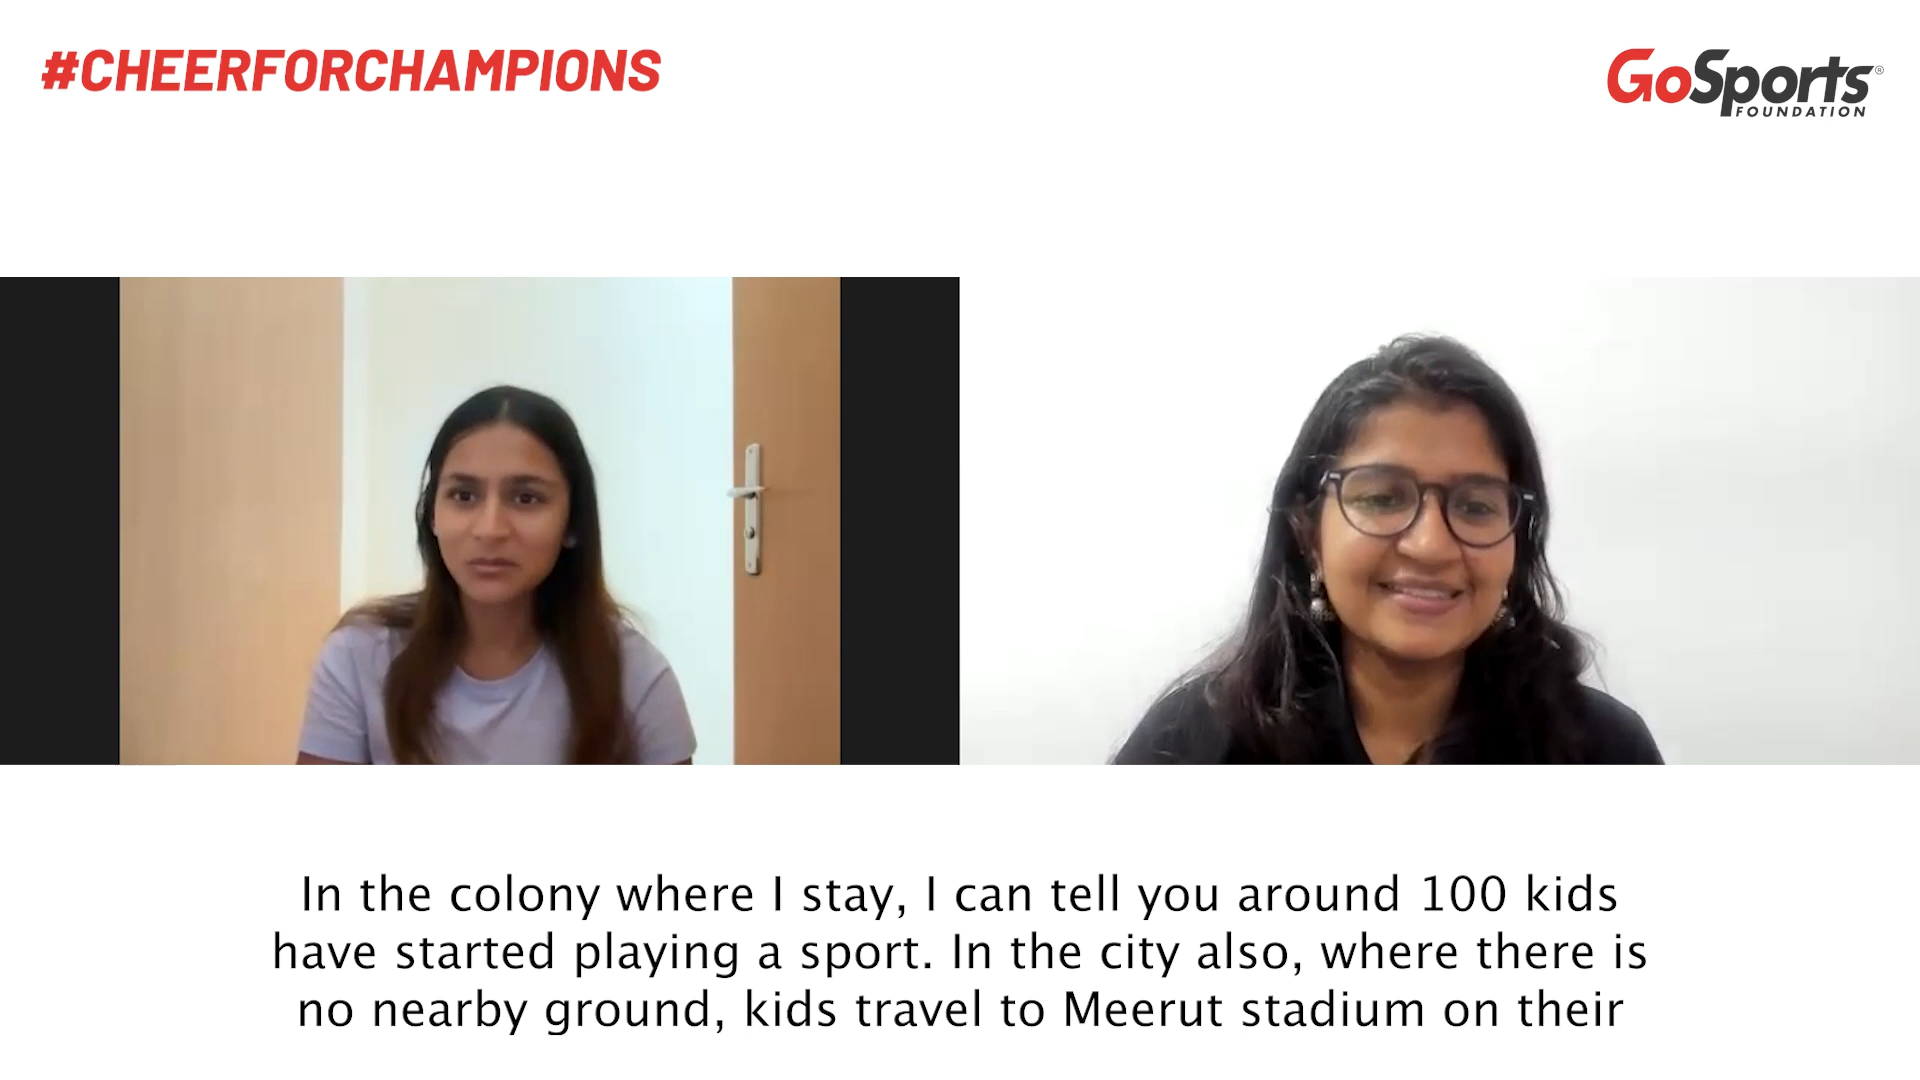 #CHEERFORCHAMPIONS
GoSports®
FOUNDATION
In the colony where I stay, I can tell you around 100 kids
have started playing a sport. In the city also, where there is
no nearby ground, kids travel to Meerut stadium on their